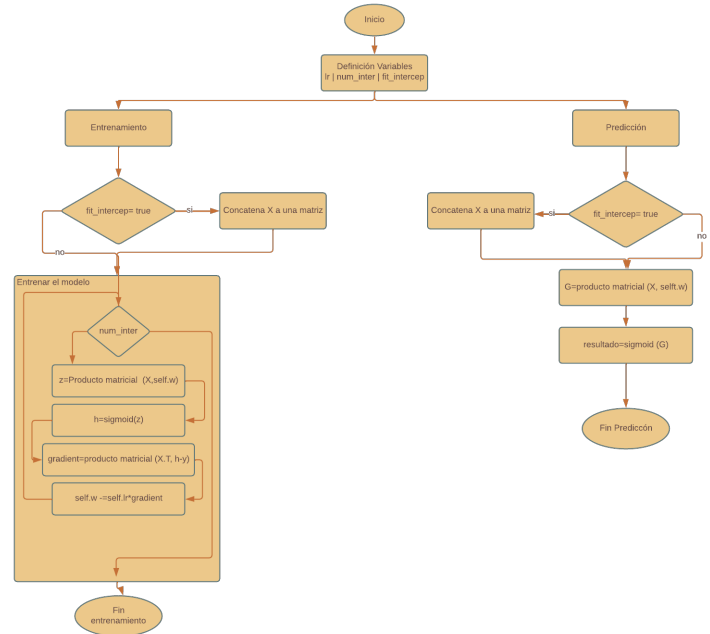 Inicio
Definición Variables
lr | num_inter | fit_intercep
Entrenamiento
Predicción
fit_intercep= true
si
Concatena X a una matriz
no
Concatena X a una matriz
si
fit_intercep= true
no
Entrenar el modelo
num_inter
z=Producto matricial (X,self.w)
h=sigmoid(z)
gradient=producto matricial (X.T, h-y)
self.w -=self.lr*gradient
Fin
entrenamiento
G=producto matricial (X, selft.w)
resultado=sigmoid (G)
Fin Prediccón